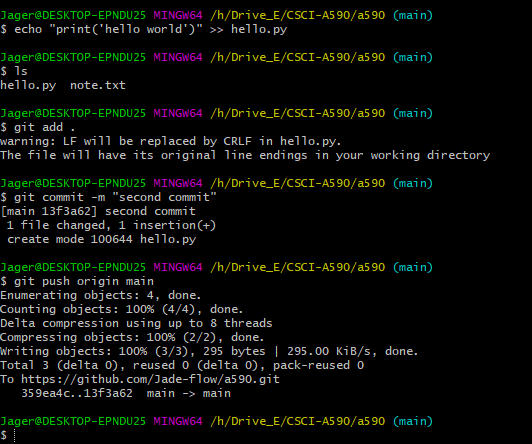 Jager@DESKTOP-EPNDU25 MINGW64 /h/Drive_E/CSCI-A590/a590 (main)
$ echo "print('hello world')" >> hello.py
Jager@DESKTOP-EPNDU25 MINGW64 /h/Drive_E/CSCI-A590/a590 (main)
$ ls
hello.py  note.txt
Jager@DESKTOP-EPNDU25 MINGW64 /h/Drive_E/CSCI-A590/a590 (main)
$ git add .
warning: LF will be replaced by CRLF in hello.py.
The file will have its original line endings in your working directory
Jager@DESKTOP-EPNDU25 MINGW64 /h/Drive_E/CSCI-A590/a590 (main)
$ git commit -m "second commit"
[main 13f3a62] second commit
 1 file changed, 1 insertion(+)
 create mode 100644 hello.py
Jager@DESKTOP-EPNDU25 MINGW64 /h/Drive_E/CSCI-A590/a590 (main)
$ git push origin main
Enumerating objects: 4, done.
Counting objects: 100% (4/4), done.
Delta compression using up to 8 threads
Compressing objects: 100% (2/2), done.
Writing objects: 100% (3/3), 295 bytes | 295.00 KiB/s, done.
Total 3 (delta 0), reused 0 (delta 0), pack-reused 0
To https://github.com/Jade-flow/a590.git
   359ea4c..13f3a62  main -> main
Jager@DESKTOP-EPNDU25 MINGW64 /h/Drive_E/CSCI-A590/a590 (main)
$